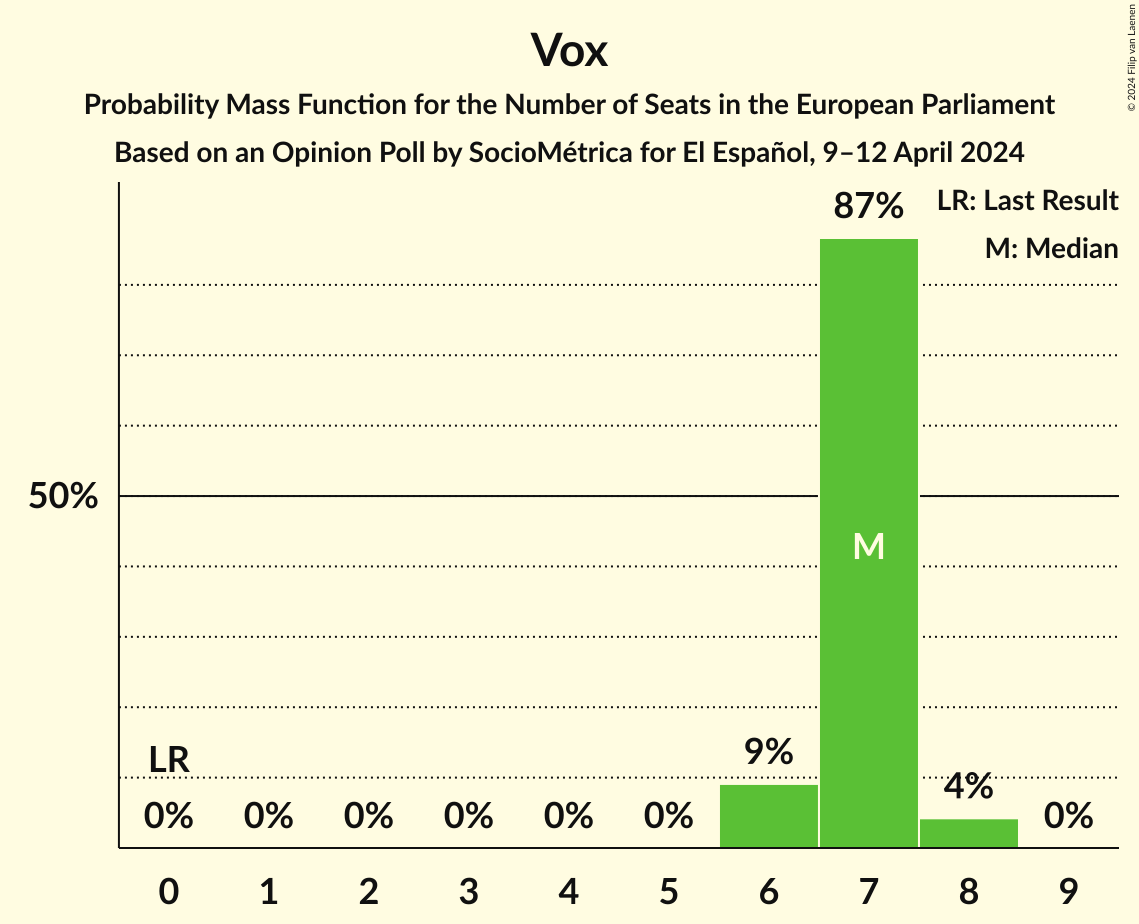 Vox
Probability Mass Function for the Number of Seats in the European Parliament
Based on an Opinion Poll by SocioMétrica for El Español, 9–12 April 2024
© 2024 Filip van Laenen
LR: Last Result
M: Median
87%
50%
M
LR
9%
4%
0% 0% 0% 0% 0% 0% 0%
0 1 2 3 4 5 6 7 8 9